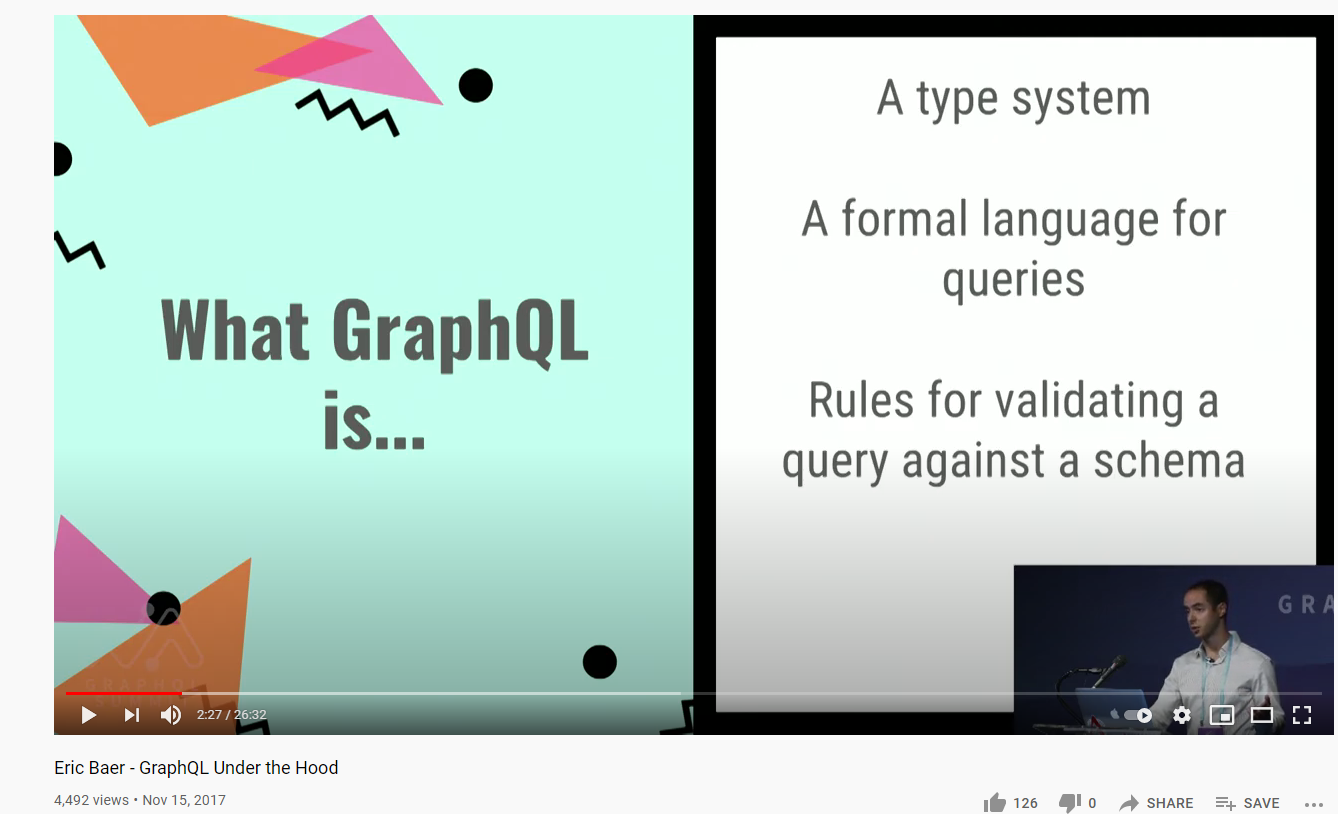 What GraphQL
is...
A type system
A formal language for
queries
Rules for validating a
query against a schema
GRA
GRAPHQL
2:27 / 26:32
Eric Baer - GraphQL Under the Hood
4,492 views • Nov 15, 2017
126
0
SHARE
SAVE